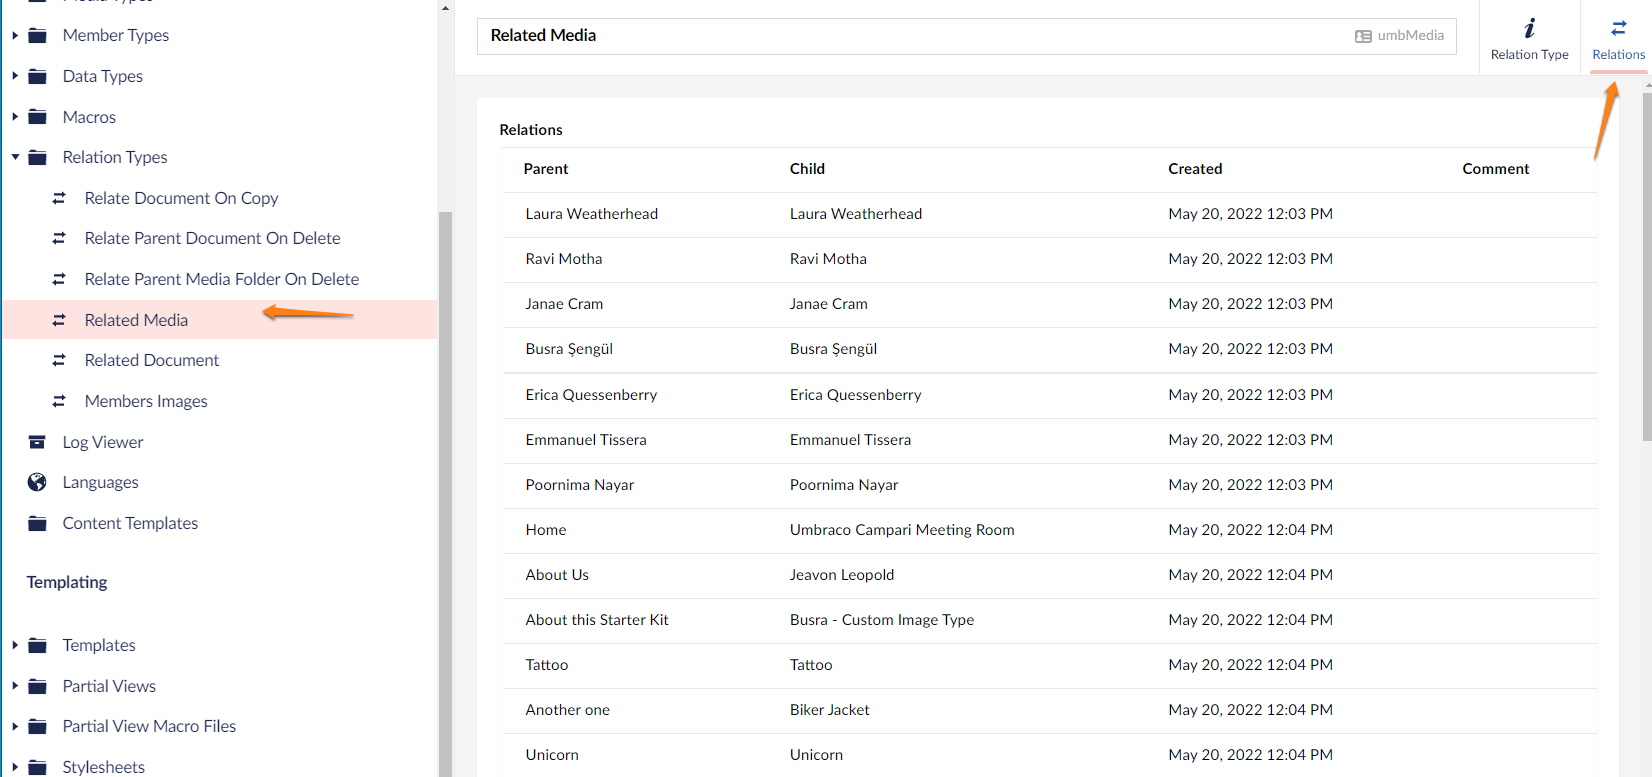 Member Types
Data Types
Macros
Relation Types
Relate Document On Copy
Relate Parent Document On Delete
Relate Parent Media Folder On Delete
Related Media
Related Document
Members Images
Log Viewer
Languages
Content Templates
Templating
Templates
Partial Views
Partial View Macro Files
Stylesheets
Related Media
umbMedia
Relation Type
Relations
Relations
Parent Child Created Comment
Laura Weatherhead Laura Weatherhead May 20, 2022 12:03 PM
Ravi Motha Ravi Motha May 20, 2022 12:03 PM
Janae Cram Janae Cram May 20, 2022 12:03 PM
Busra Şengül Busra Şengül May 20, 2022 12:03 PM
Erica Quessenberry Erica Quessenberry May 20, 2022 12:03 PM
Emmanuel Tissera Emmanuel Tissera May 20, 2022 12:03 PM
Poornima Nayar Poornima Nayar May 20, 2022 12:03 PM
Home Umbraco Campari Meeting Room May 20, 2022 12:04 PM
About Us Jeavon Leopold May 20, 2022 12:04 PM
About this Starter Kit Busra - Custom Image Type May 20, 2022 12:04 PM
Tattoo Tattoo May 20, 2022 12:04 PM
Another one Biker Jacket May 20, 2022 12:04 PM
Unicorn Unicorn May 20, 2022 12:04 PM